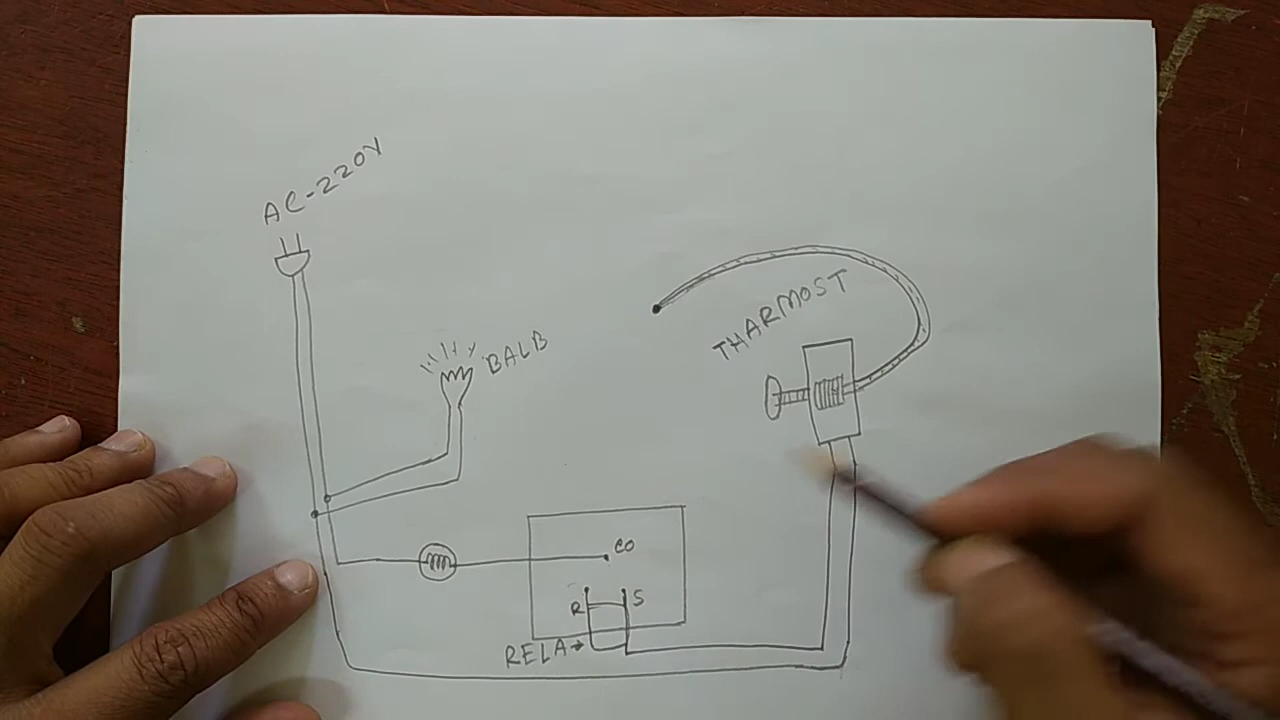 AC-220V
BALB
THARMOST
CO
R
S
RELA